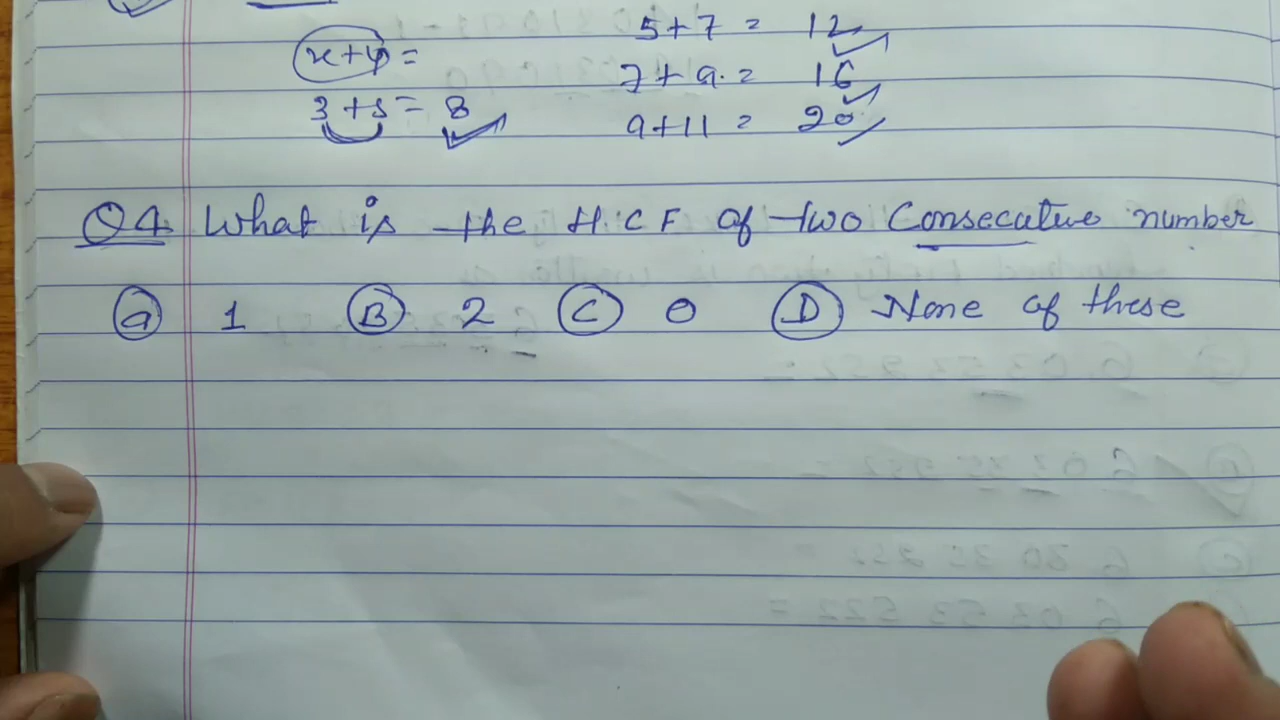 x+y =
3+5 = 8
5+7 = 12
7+9 = 16
9+11 = 20
Q4. What is the H.C.F of two Consecutive number
(a) 1 (B) 2 (C) 0 (D) None of these